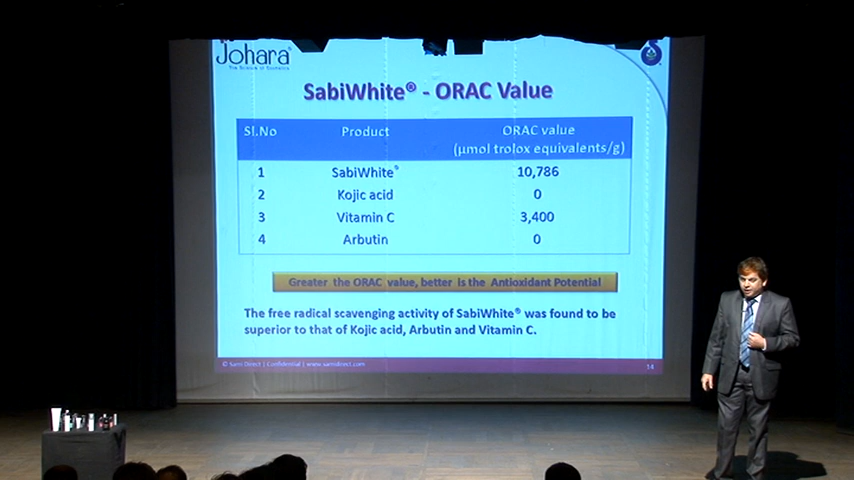 Johara®
The Science of Cosmetics
SabiWhite® - ORAC Value
Sl.No Product ORAC value
(µmol trolox equivalents/g)
1 SabiWhite® 10,786
2 Kojic acid 0
3 Vitamin C 3,400
4 Arbutin 0
Greater the ORAC value, better is the Antioxidant Potential
The free radical scavenging activity of SabiWhite® was found to be
superior to that of Kojic acid, Arbutin and Vitamin C.
© Sami Direct | Confidential | www.samidirect.com 14